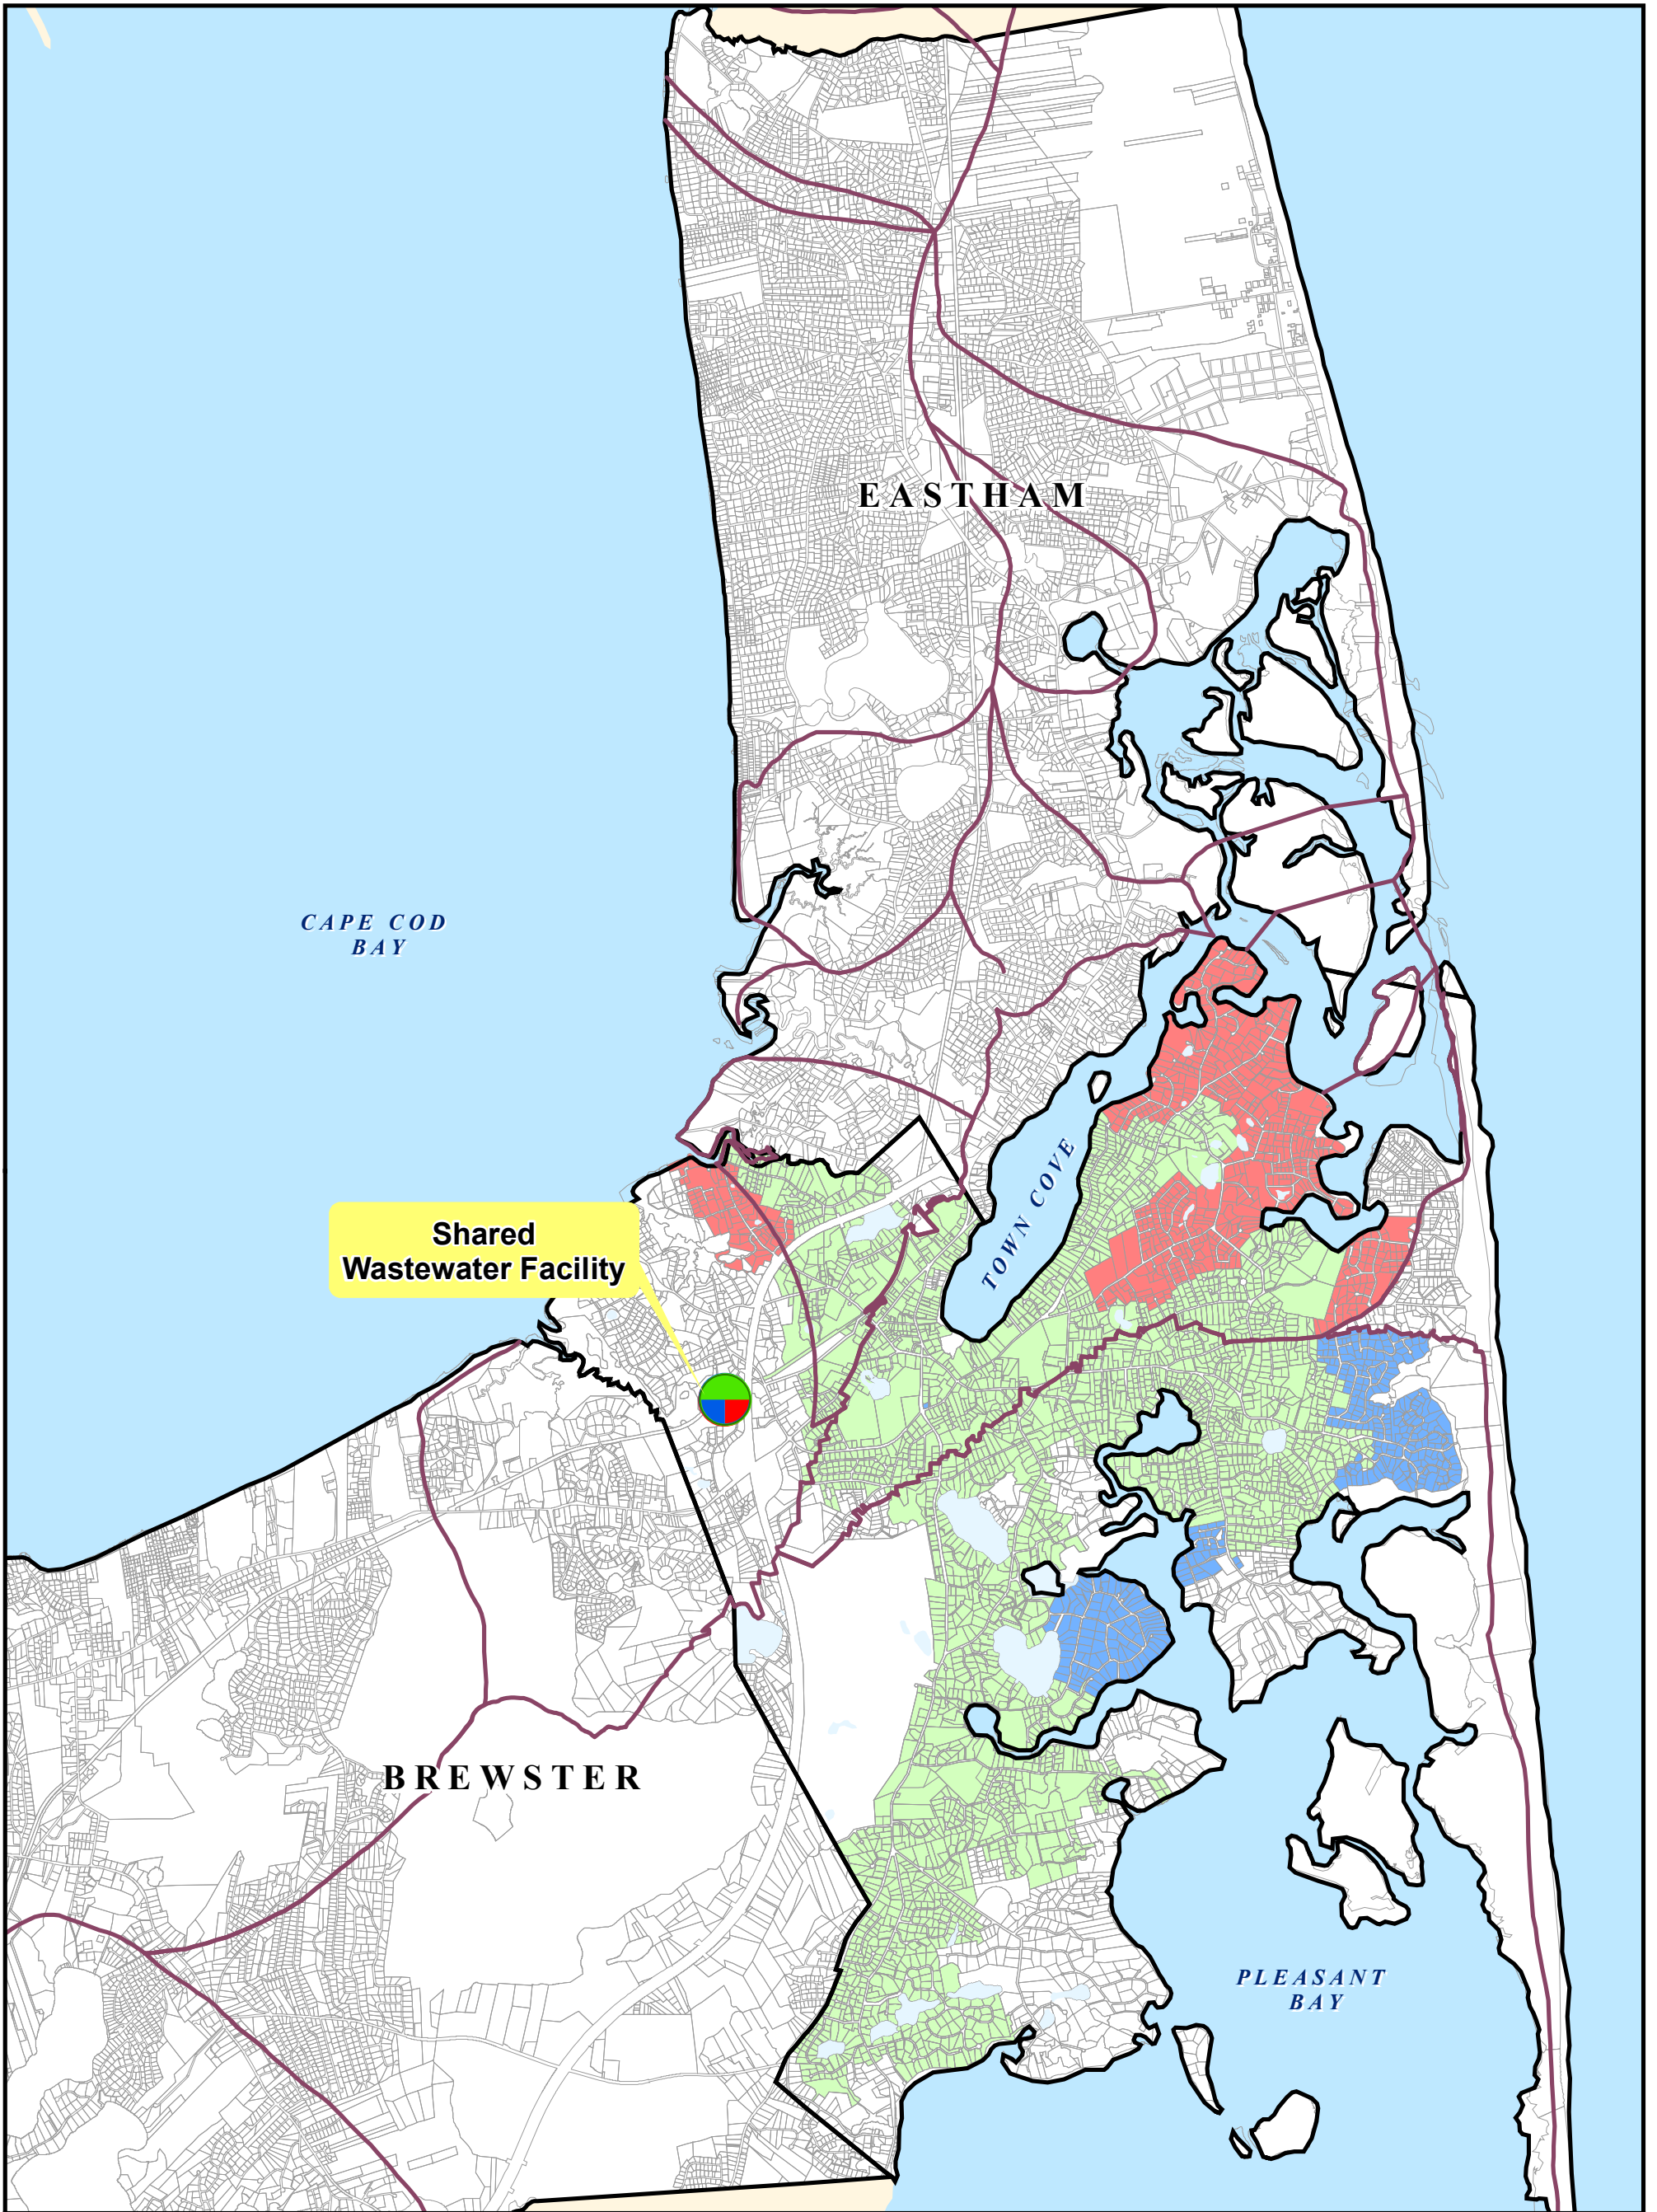 EASTHAM
CAPE COD
BAY
TOWN COVE
Shared
Wastewater Facility
BREWSTER
PLEASANT
BAY